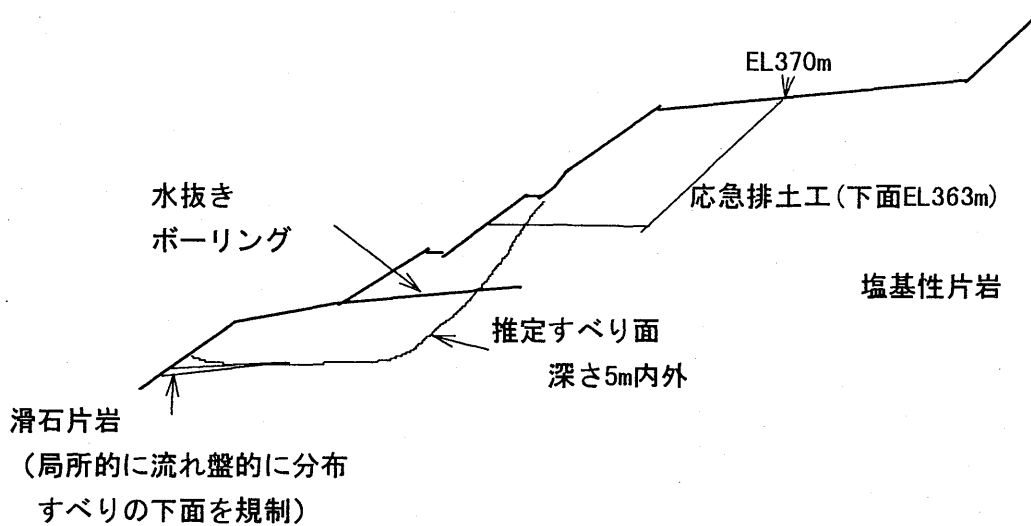 EL370m
水抜き
ボーリング
応急排土工(下面EL363m)
塩基性片岩
推定すべり面
深さ5m内外
滑石片岩
(局所的に流れ盤的に分布
すべりの下面を規制)